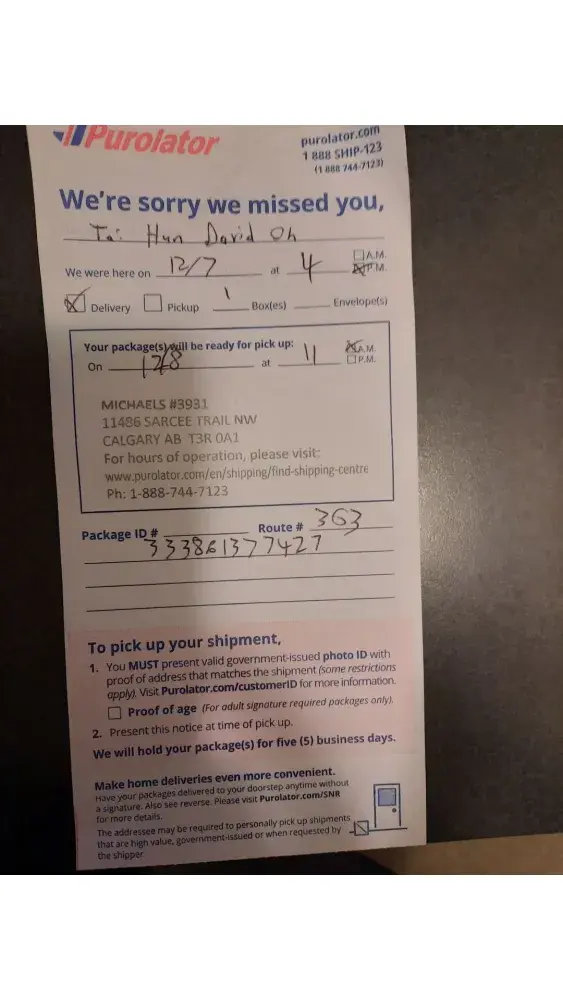 Purolator
purolator.com
1 888 SHIP-123
(1 888 744-7123)
We're sorry we missed you,
To: Hun David Oh
We were here on 12/7 at 4 A.M.
P.M.
Delivery Pickup 1 Box(es) Envelope(s)
Your package(s) will be ready for pick up:
On 12/8 at 11 A.M.
P.M.
MICHAELS #3931
11486 SARCEE TRAIL NW
CALGARY AB T3R 0A1
For hours of operation, please visit:
www.purolator.com/en/shipping/find-shipping-centre
Ph: 1-888-744-7123
Package ID # Route # 3G3
333861377427
To pick up your shipment,
1. You MUST present valid government-issued photo ID with
proof of address that matches the shipment (some restrictions
apply). Visit Purolator.com/customerID for more information.
Proof of age (For adult signature required packages only).
2. Present this notice at time of pick up.
We will hold your package(s) for five (5) business days.
Make home deliveries even more convenient.
Have your packages delivered to your doorstep anytime without
a signature. Also see reverse. Please visit Purolator.com/SNR
for more details.
The addressee may be required to personally pick up shipments
that are high value, government-issued or when requested by
the shipper